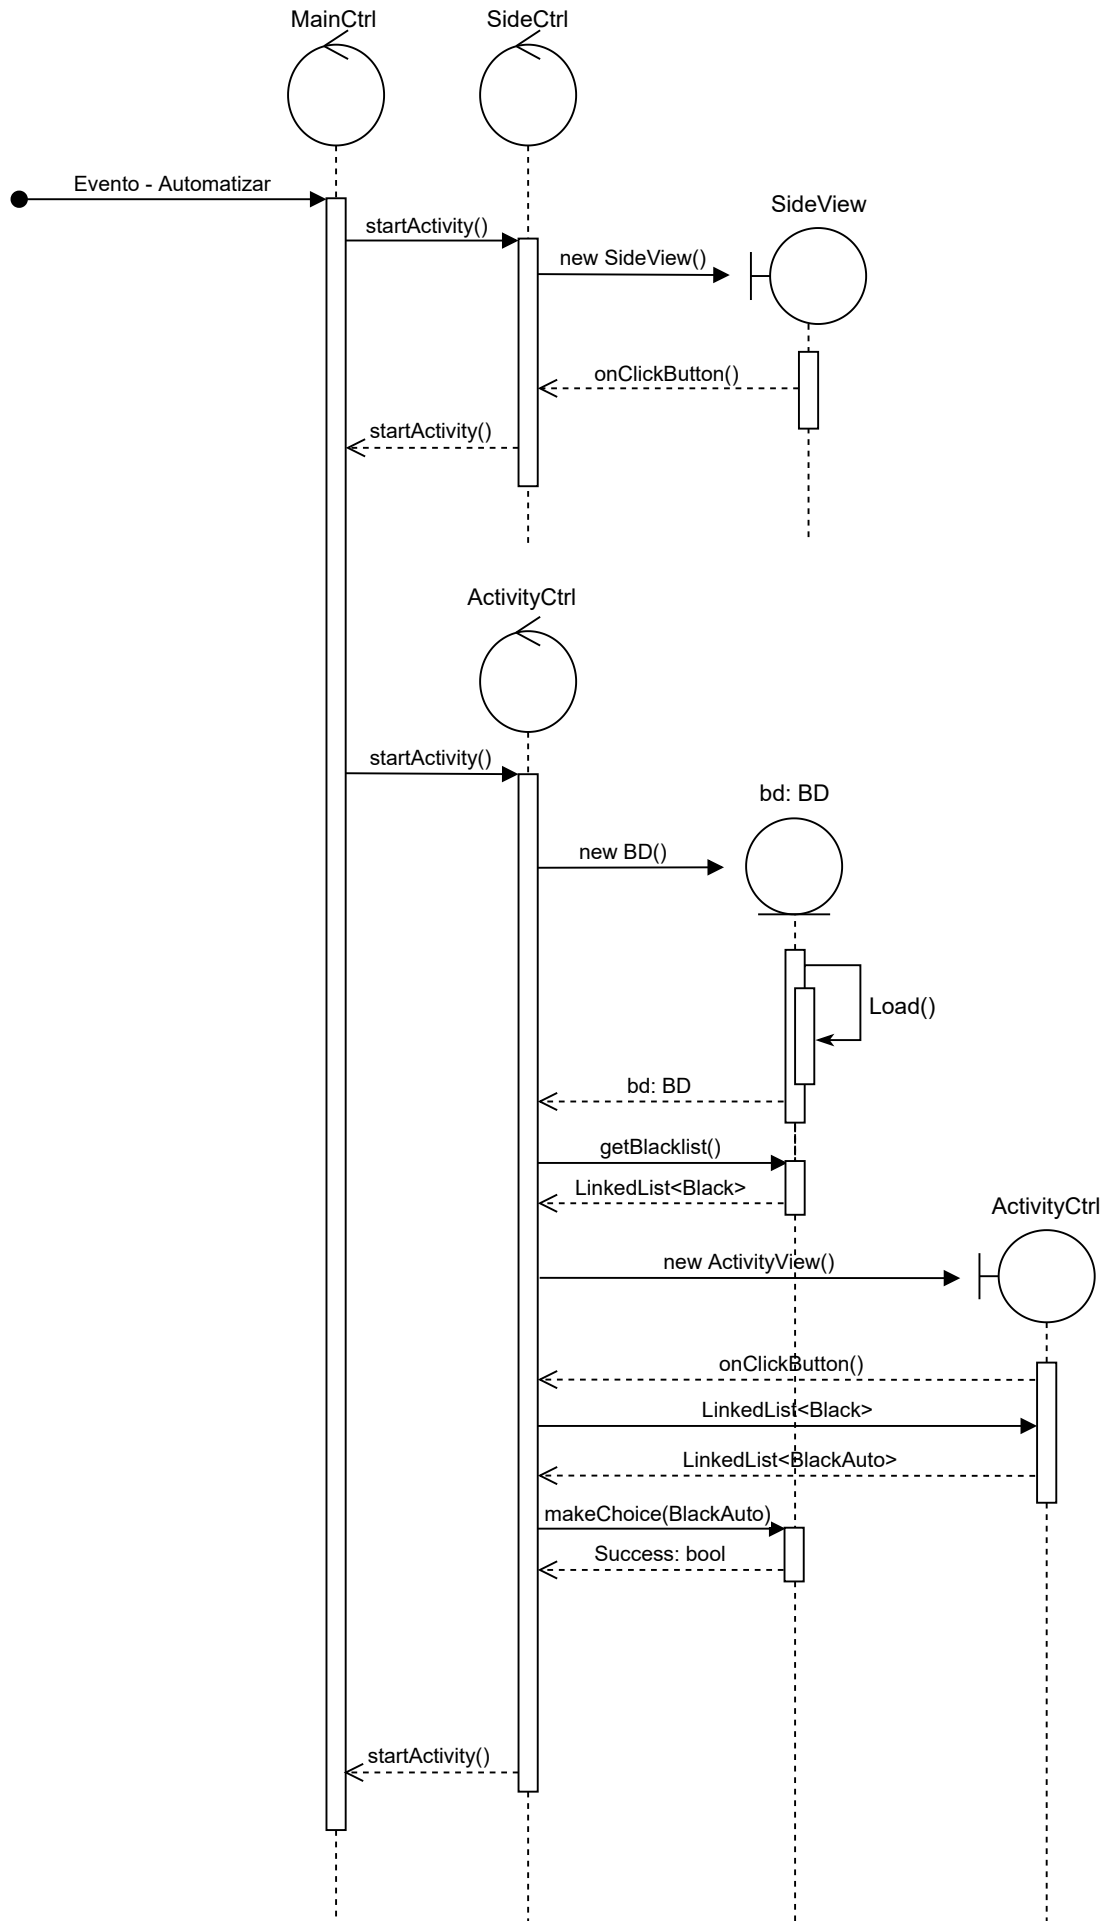 MainCtrl
SideCtrl
Evento - Automatizar
SideView
startActivity()
new SideView()
onClickButton()
startActivity()
ActivityCtrl
startActivity()
bd: BD
new BD()
Load()
bd: BD
getBlacklist()
LinkedList<Black>
ActivityCtrl
new ActivityView()
onClickButton()
LinkedList<Black>
LinkedList<BlackAuto>
makeChoice(BlackAuto)
Success: bool
startActivity()